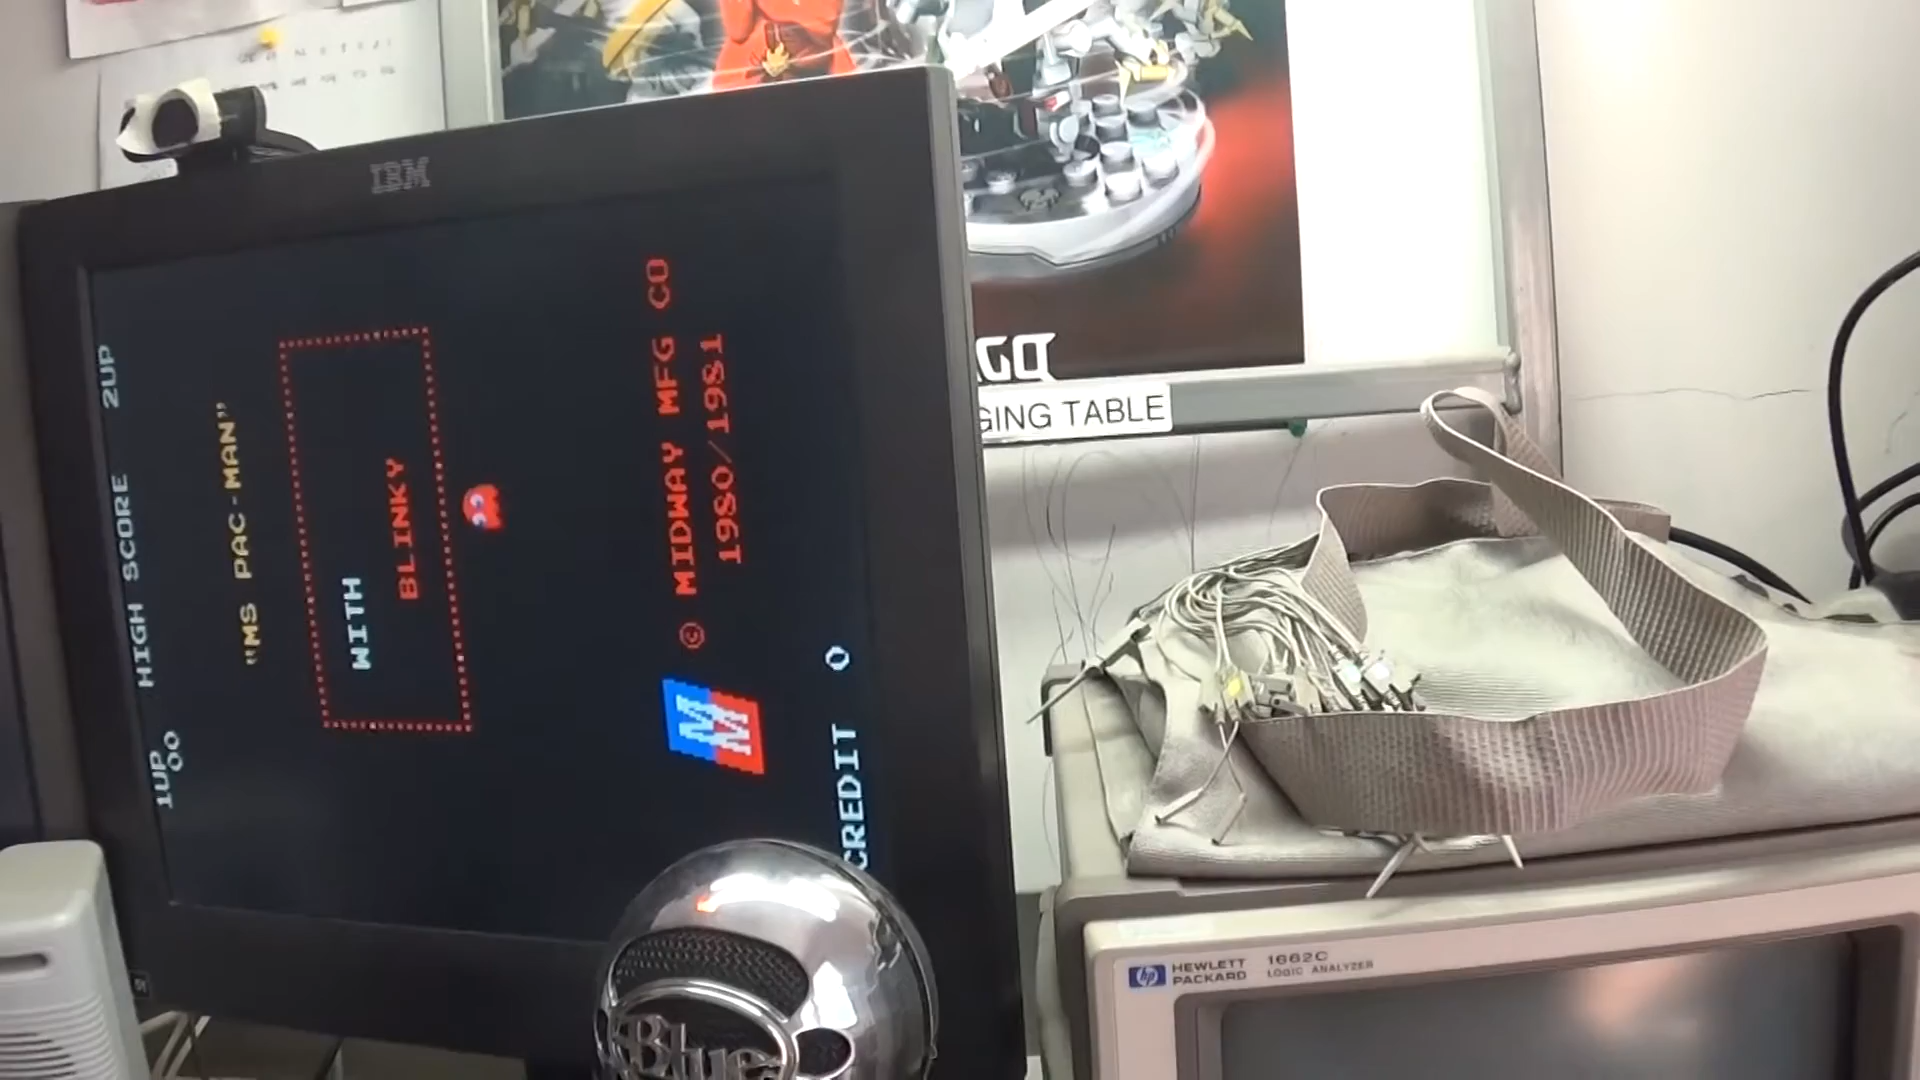 IBM
1UP HIGH SCORE 2UP
00
"MS PAC-MAN"
WITH
BLINKY
© MIDWAY MFG CO
1980/1981
CREDIT 0
GING TABLE
Blue
hp HEWLETT PACKARD
1662C
LOGIC ANALYZER